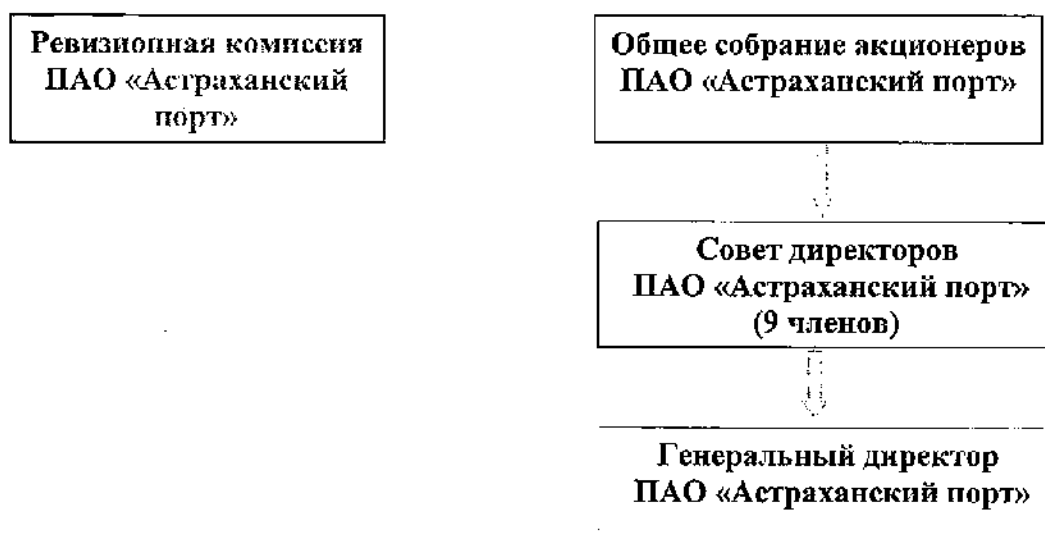 Ревизионная комиссия
ПАО «Астраханский
порт»
Общее собрание акционеров
ПАО «Астраханский порт»
Совет директоров
ПАО «Астраханский порт»
(9 членов)
Генеральный директор
ПАО «Астраханский порт»